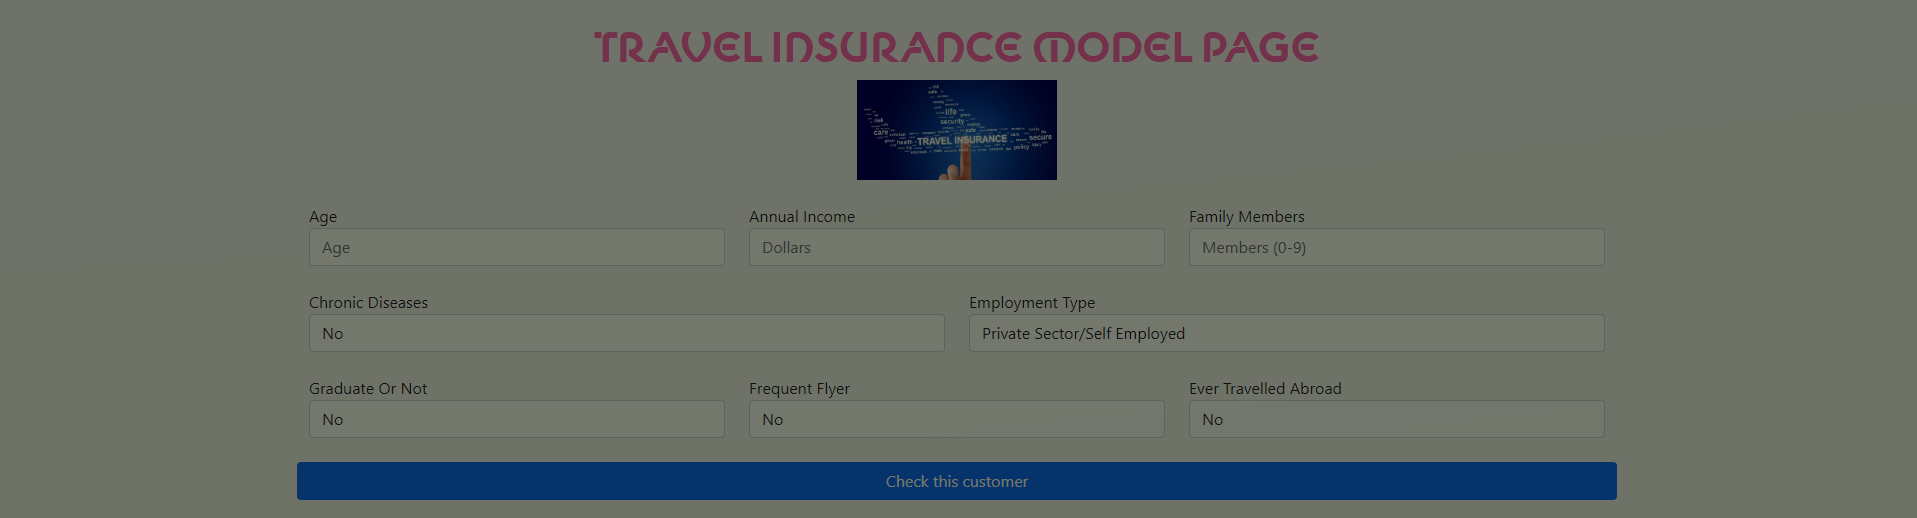 TRAVEL INSURANCE MODEL PAGE
life
security
care
health
TRAVEL INSURANCE
secure
policy
Age
Annual Income
Family Members
Age
Dollars
Members (0-9)
Chronic Diseases
Employment Type
No
Private Sector/Self Employed
Graduate Or Not
Frequent Flyer
Ever Travelled Abroad
No
No
No
Check this customer